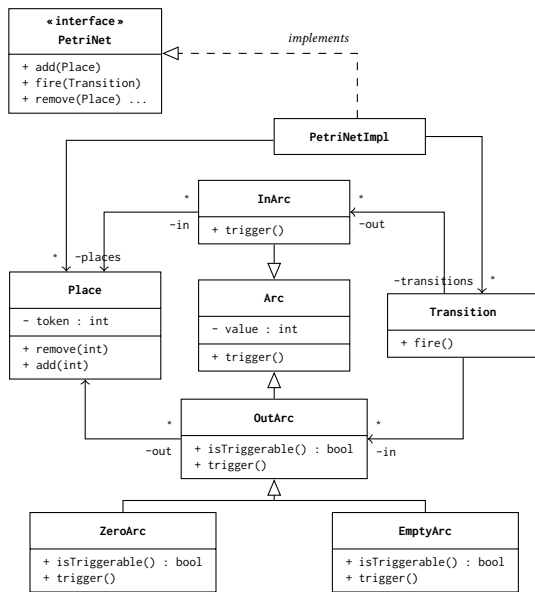 «interface»
PetriNet
+ add(Place)
+ fire(Transition)
+ remove(Place) ...
implements
PetriNetImpl
* *
InArc
+ trigger()
-in
-out
* -places
-transitions *
Place
- token : int
+ remove(int)
+ add(int)
Arc
- value : int
+ trigger()
Transition
+ fire()
* *
OutArc
+ isTriggerable() : bool
+ trigger()
-out
-in
ZeroArc
+ isTriggerable() : bool
+ trigger()
EmptyArc
+ isTriggerable() : bool
+ trigger()